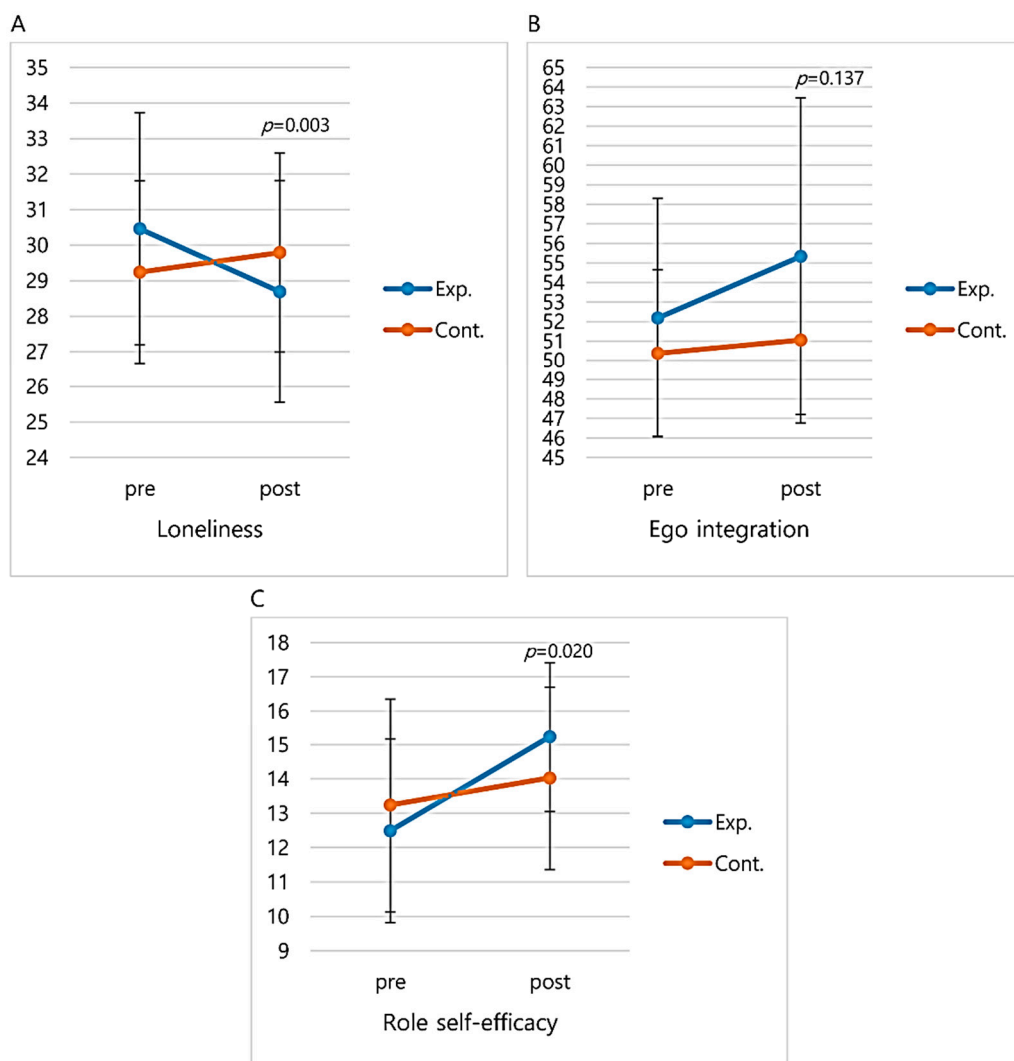 A
35
34
33
32
31
30
29
28
27
26
25
24
p=0.003
Exp.
Cont.
pre post
Loneliness
B
65
64
63
62
61
60
59
58
57
56
55
54
53
52
51
50
49
48
47
46
45
p=0.137
Exp.
Cont.
pre post
Ego integration
C
18
17
16
15
14
13
12
11
10
9
p=0.020
Exp.
Cont.
pre post
Role self-efficacy